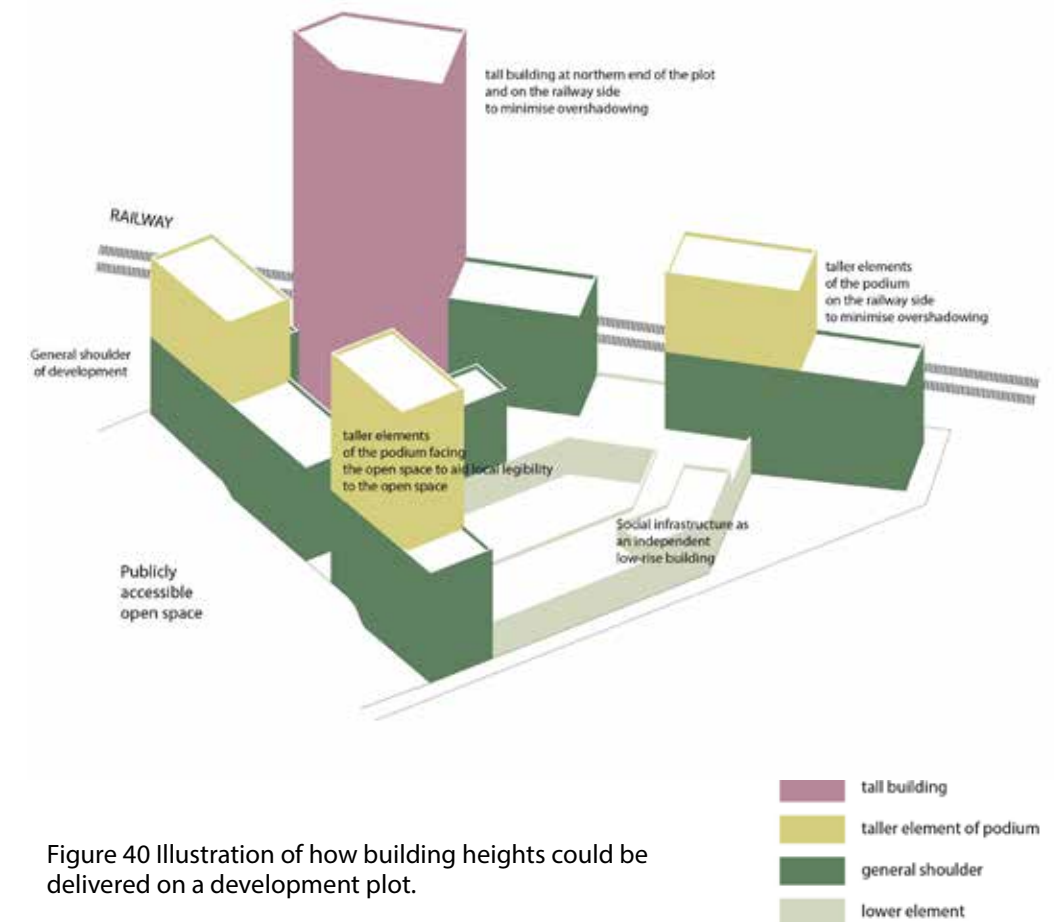 tall building at northern end of the plot
and on the railway side
to minimise overshadowing
RAILWAY
taller elements
of the podium
on the railway side
to minimise overshadowing
General shoulder
of development
taller elements
of the podium facing
the open space to aid local legibility
to the open space
Social infrastructure as
an independent
low-rise building
Publicly
accessible
open space
tall building
taller element of podium
general shoulder
lower element
Figure 40 Illustration of how building heights could be
delivered on a development plot.